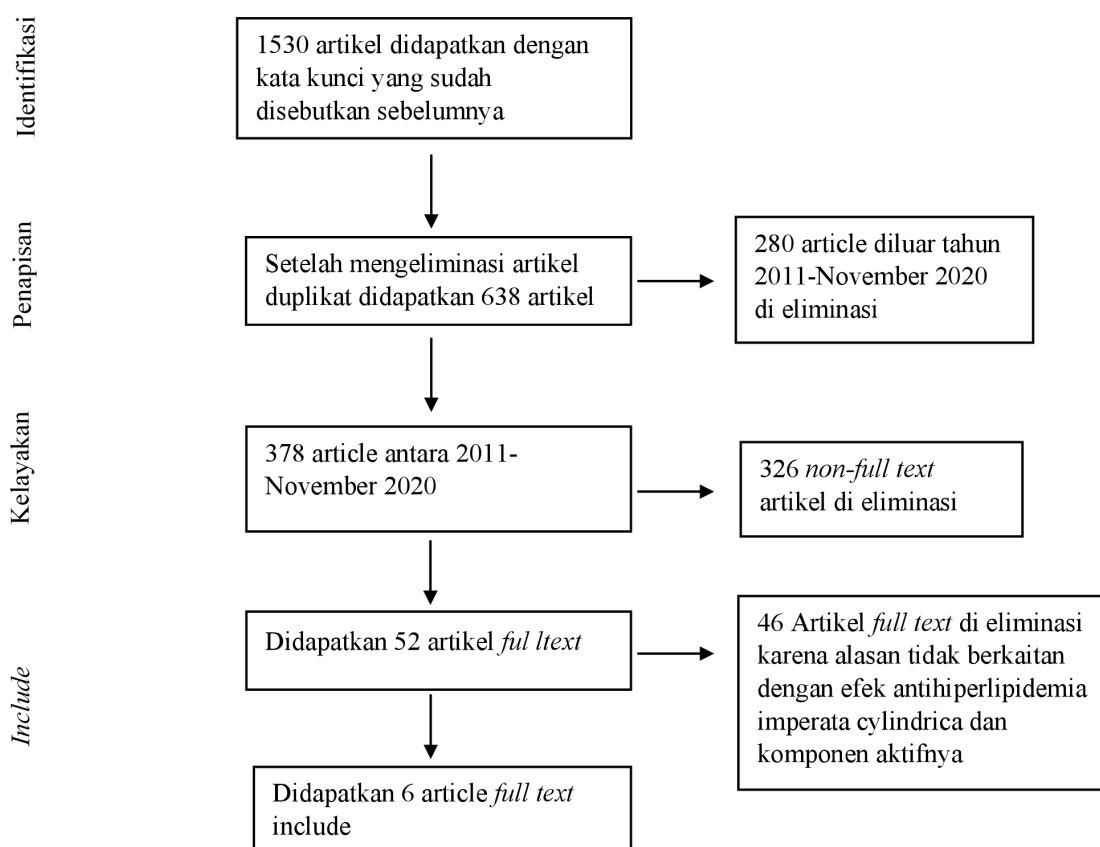 Identifikasi
1530 artikel didapatkan dengan
kata kunci yang sudah
disebutkan sebelumnya
Penapisan
Setelah mengeliminasi artikel
duplikat didapatkan 638 artikel
280 article diluar tahun
2011-November 2020
di eliminasi
Kelayakan
378 article antara 2011-
November 2020
326 non-full text
artikel di eliminasi
Include
Didapatkan 52 artikel ful ltext
46 Artikel full text di eliminasi
karena alasan tidak berkaitan
dengan efek antihiperlipidemia
imperata cylindrica dan
komponen aktifnya
Didapatkan 6 article full text
include